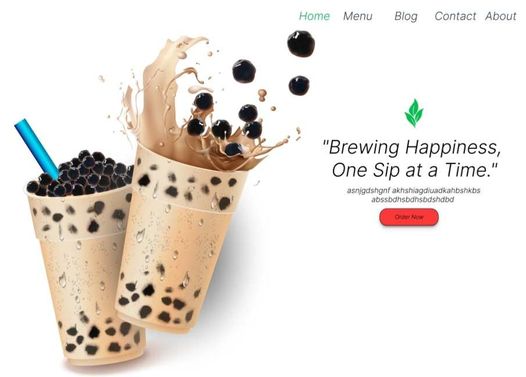 Home Menu Blog Contact About
"Brewing Happiness,
One Sip at a Time."
asnjgdshgnf akhshiagdiuadkahbshkbs
abssbdhsbdhsbdshdbd
Order Now